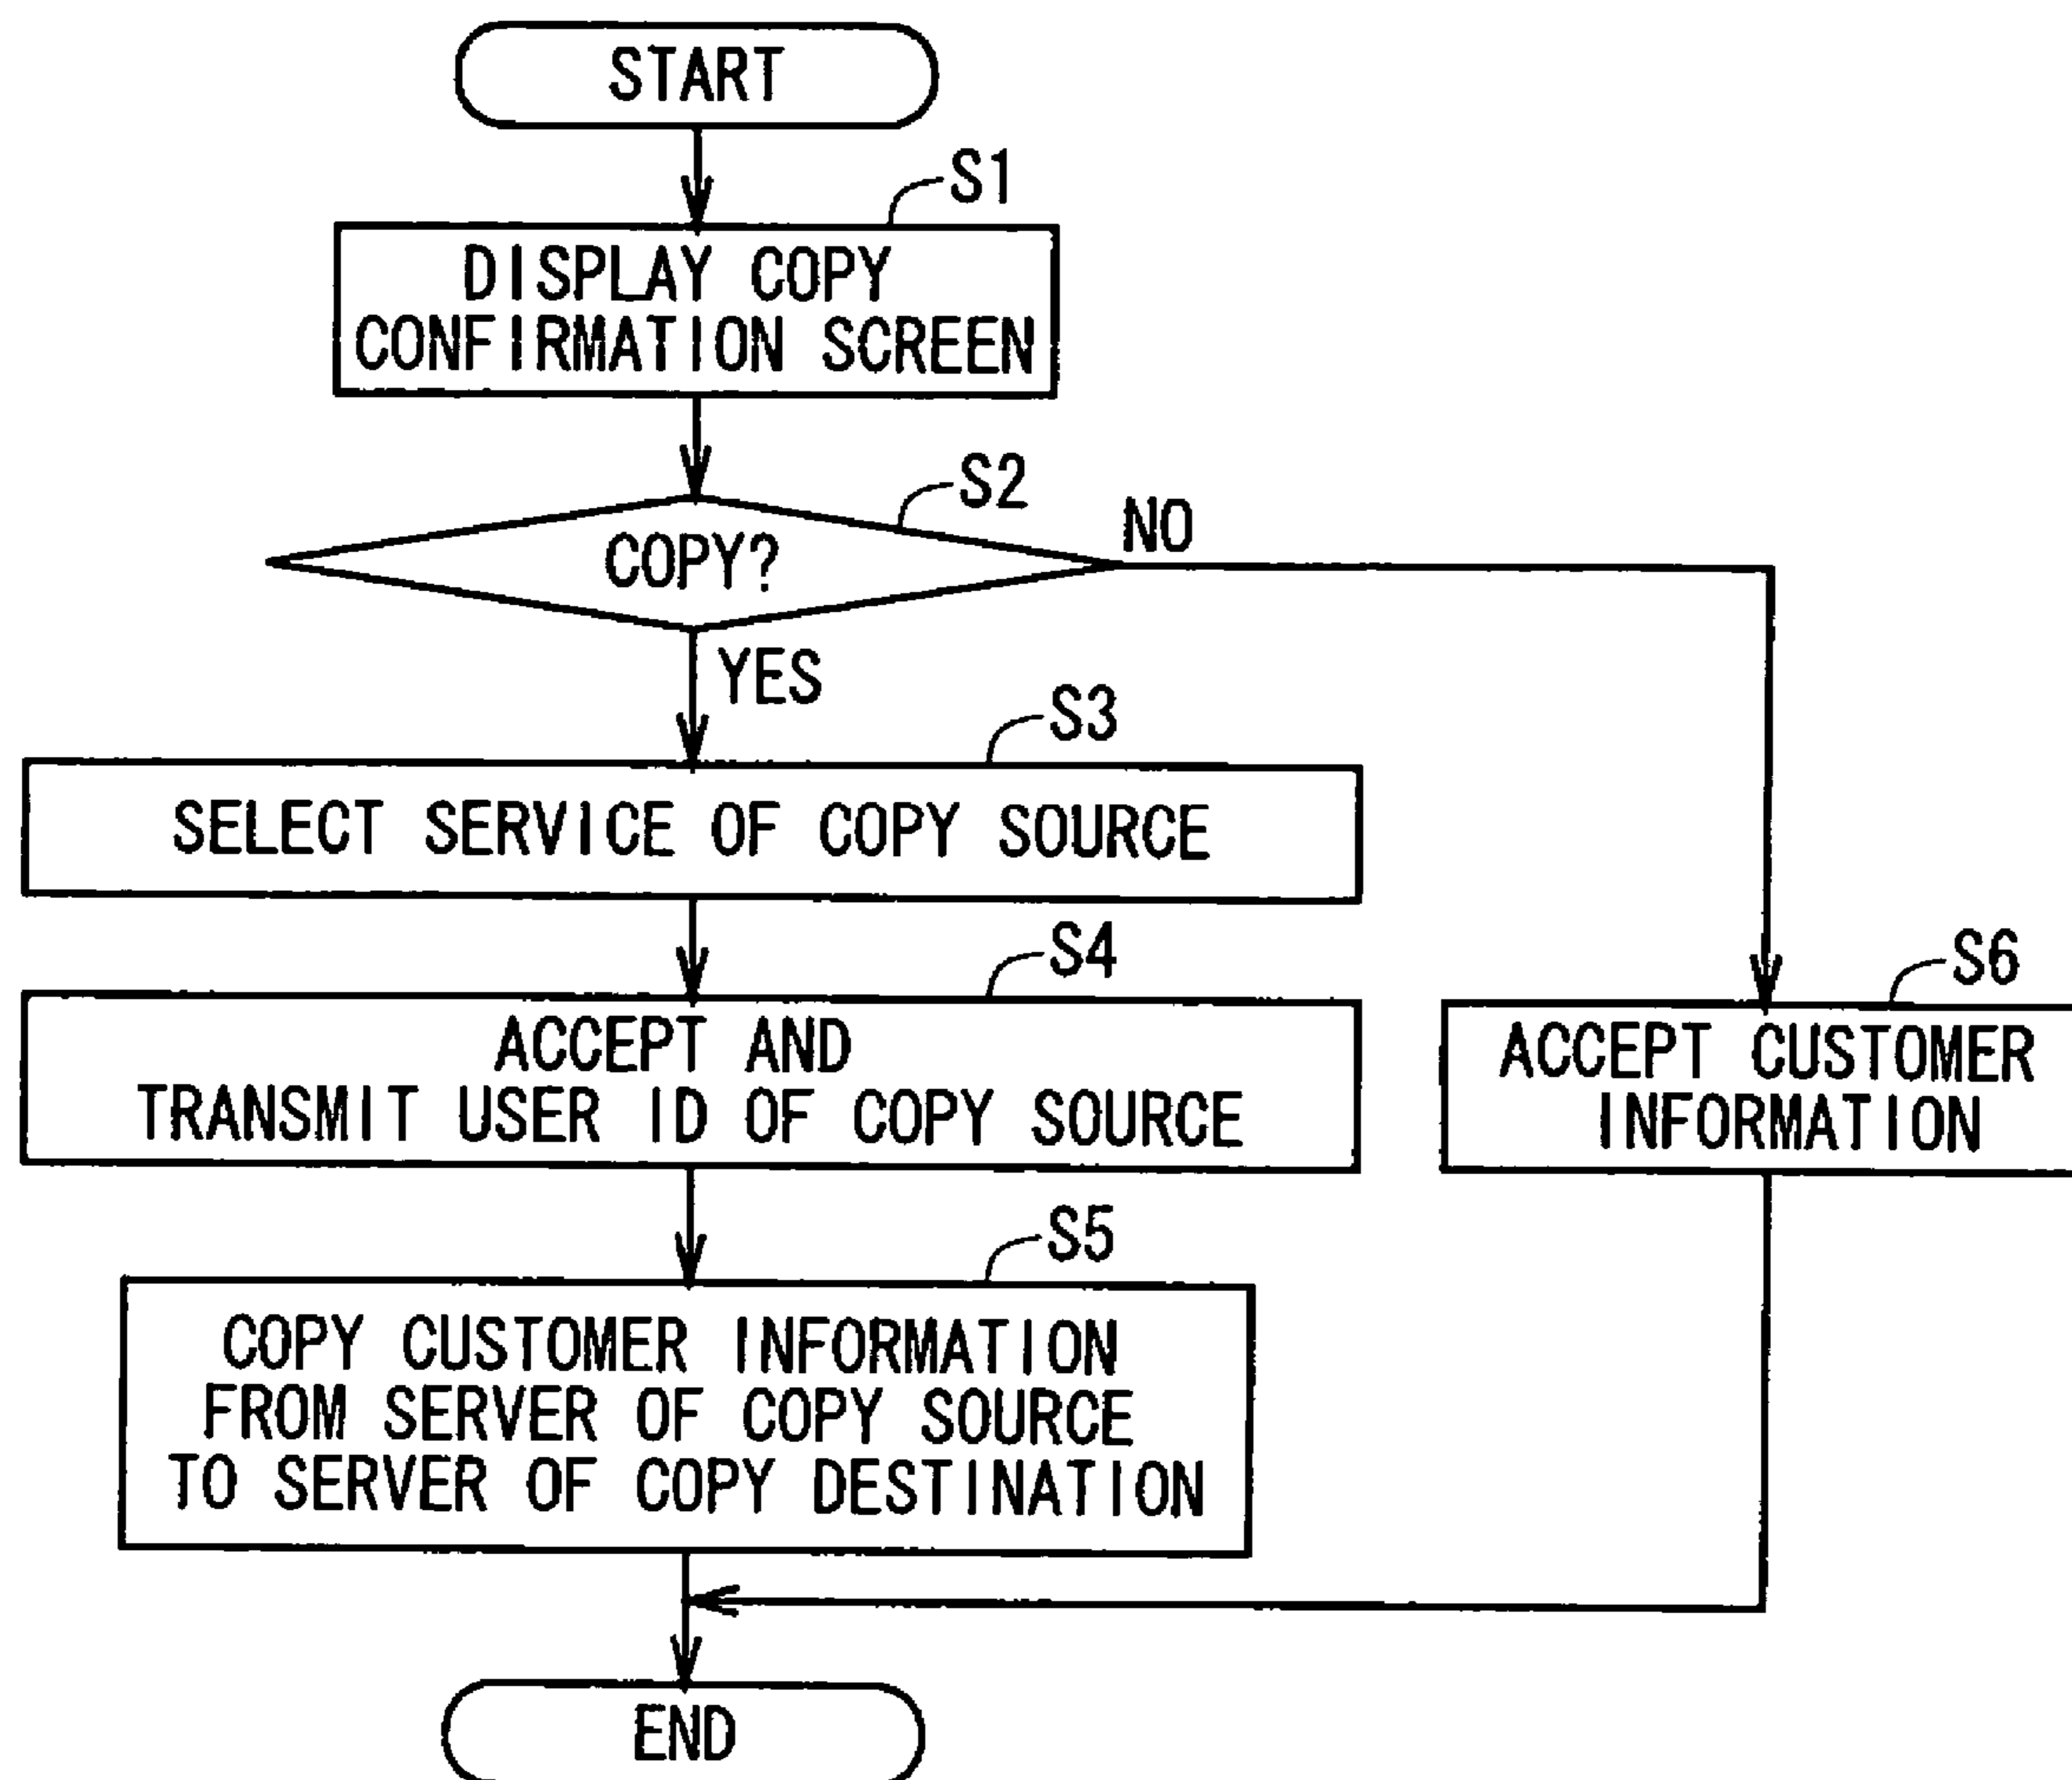 START
S1
DISPLAY COPY
CONFIRMATION SCREEN
S2
COPY?
NO
YES
S3
SELECT SERVICE OF COPY SOURCE
S4
ACCEPT AND
TRANSMIT USER ID OF COPY SOURCE
S6
ACCEPT CUSTOMER
INFORMATION
S5
COPY CUSTOMER INFORMATION
FROM SERVER OF COPY SOURCE
TO SERVER OF COPY DESTINATION
END